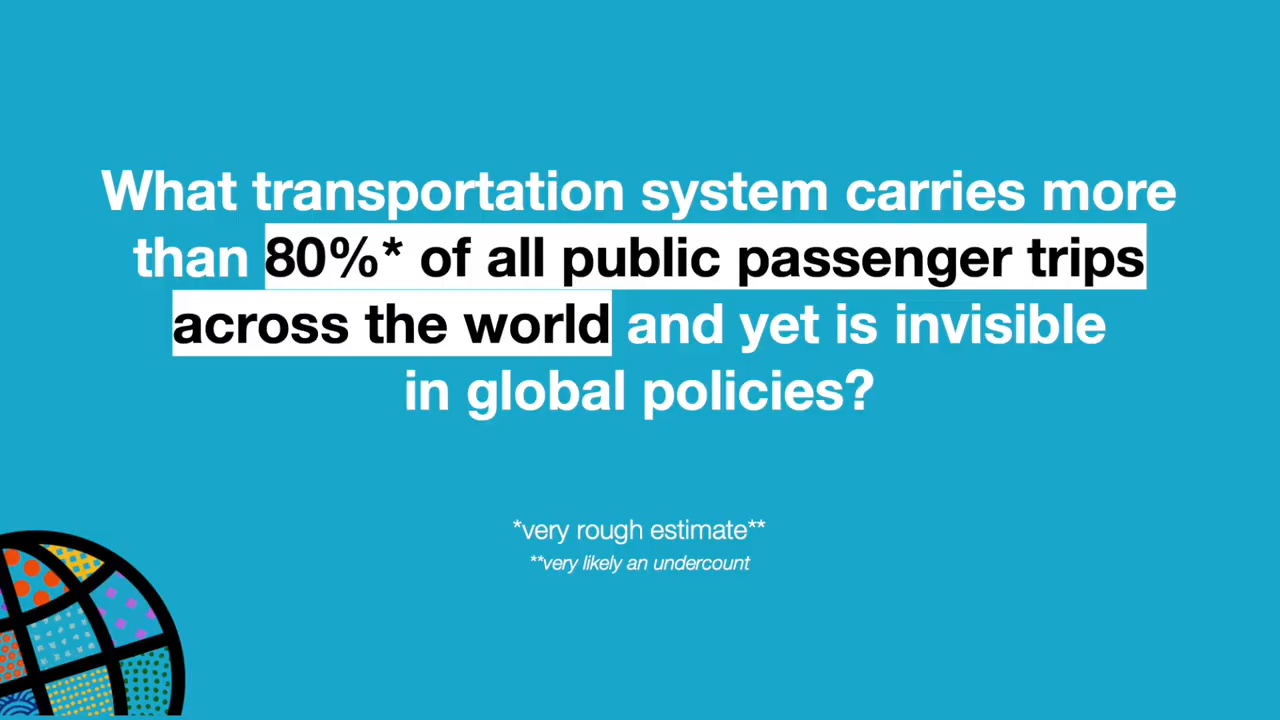 What transportation system carries more
than 80%* of all public passenger trips
across the world and yet is invisible
in global policies?
*very rough estimate**
**very likely an undercount